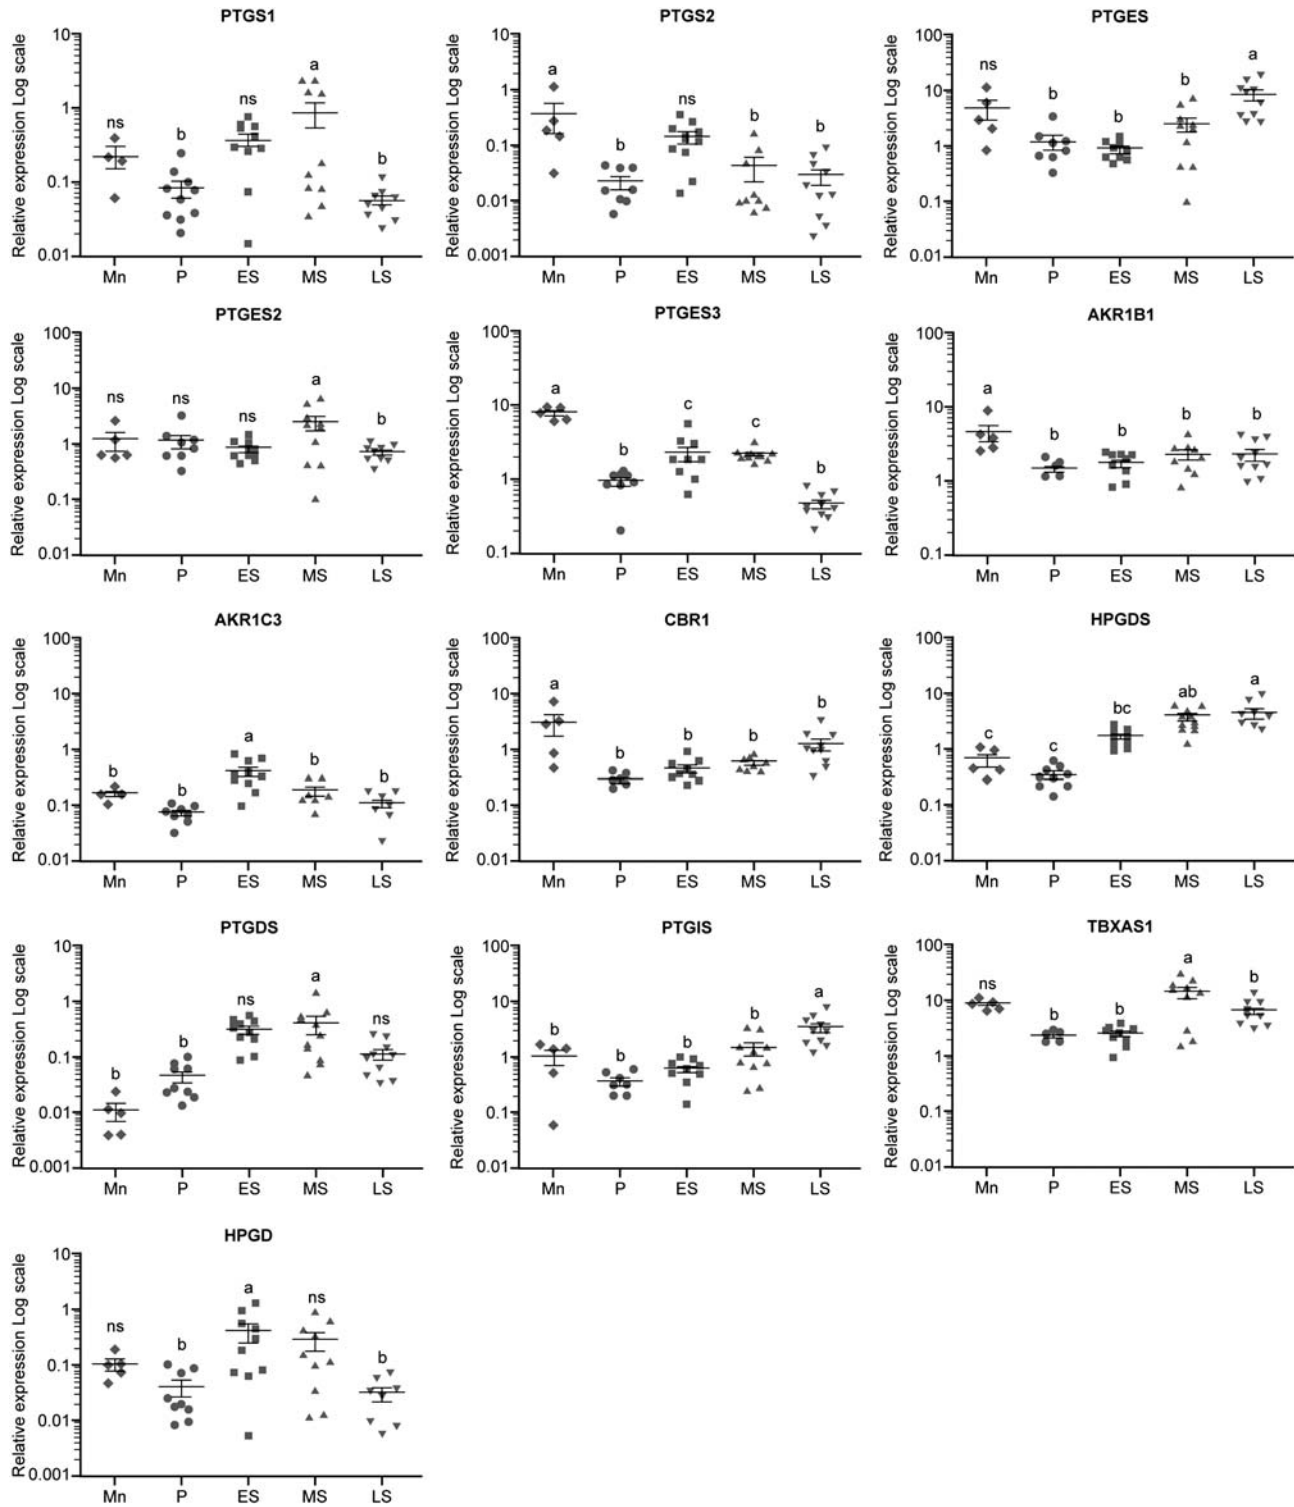 PTGS1
Relative expression Log scale
10
1
0.1
0.01
ns
b
ns
a
b
Mn P ES MS LS
PTGS2
Relative expression Log scale
10
1
0.1
0.01
0.001
a
b
ns
b
b
Mn P ES MS LS
PTGES
Relative expression Log scale
100
10
1
0.1
0.01
ns
b
b
b
a
Mn P ES MS LS
PTGES2
Relative expression Log scale
100
10
1
0.1
0.01
ns
ns
ns
a
b
Mn P ES MS LS
PTGES3
Relative expression Log scale
100
10
1
0.1
a
b
c
c
b
Mn P ES MS LS
AKR1B1
Relative expression Log scale
100
10
1
0.1
a
b
b
b
b
Mn P ES MS LS
AKR1C3
Relative expression Log scale
100
10
1
0.1
0.01
b
b
a
b
b
Mn P ES MS LS
CBR1
Relative expression Log scale
100
10
1
0.1
0.01
a
b
b
b
b
Mn P ES MS LS
HPGDS
Relative expression Log scale
100
10
1
0.1
0.01
c
c
bc
ab
a
Mn P ES MS LS
PTGDS
Relative expression Log scale
10
1
0.1
0.01
0.001
b
b
ns
a
ns
Mn P ES MS LS
PTGIS
Relative expression Log scale
100
10
1
0.1
0.01
b
b
b
b
a
Mn P ES MS LS
TBXAS1
Relative expression Log scale
100
10
1
0.1
0.01
ns
b
b
a
b
Mn P ES MS LS
HPGD
Relative expression Log scale
10
1
0.1
0.01
0.001
ns
b
a
ns
b
Mn P ES MS LS